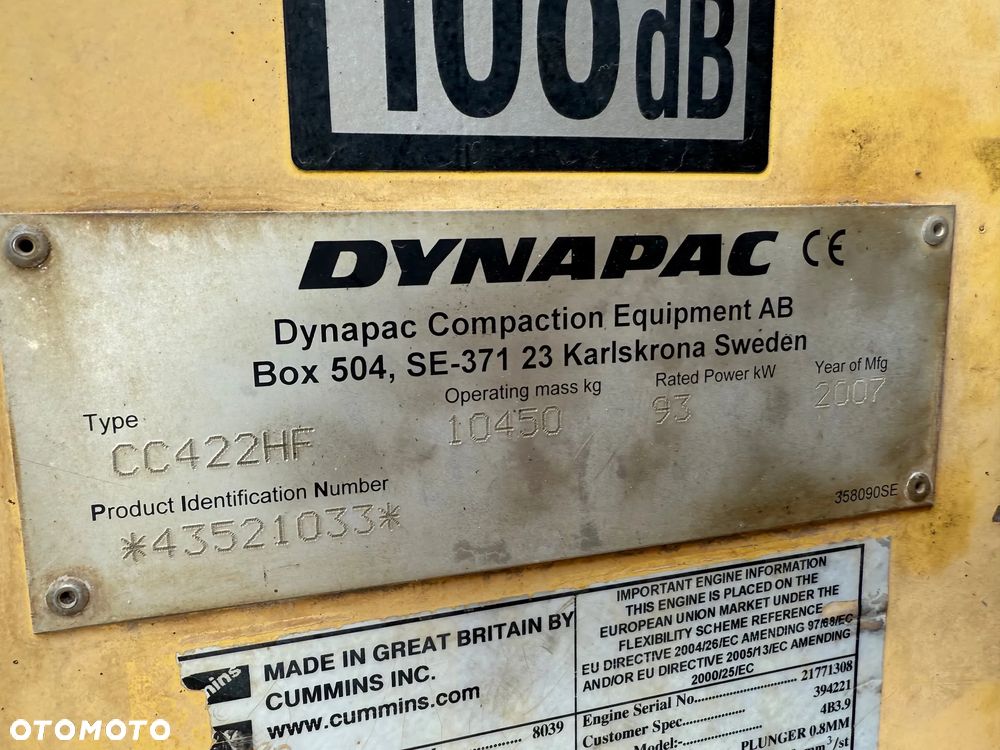 106 dB
DYNAPAC CE
Dynapac Compaction Equipment AB
Box 504, SE-371 23 Karlskrona Sweden
Type
Operating mass kg
Rated Power kW
Year of Mfg
CC422HF
10450
93
2007
Product Identification Number
*43521033*
358090SE
MADE IN GREAT BRITAIN BY
CUMMINS INC.
www.cummins.com
8039
IMPORTANT ENGINE INFORMATION
THIS ENGINE IS PLACED ON THE
EUROPEAN UNION MARKET UNDER THE
FLEXIBILITY SCHEME REFERENCE
EU DIRECTIVE 2004/26/EC AMENDING 97/68/EC
AND/OR EU DIRECTIVE 2005/13/EC AMENDING
2000/25/EC
Engine Serial No. 21771308
Customer Spec. 394221
Model:- 4B3.9
PLUNGER 0.8MM
OTOMOTO